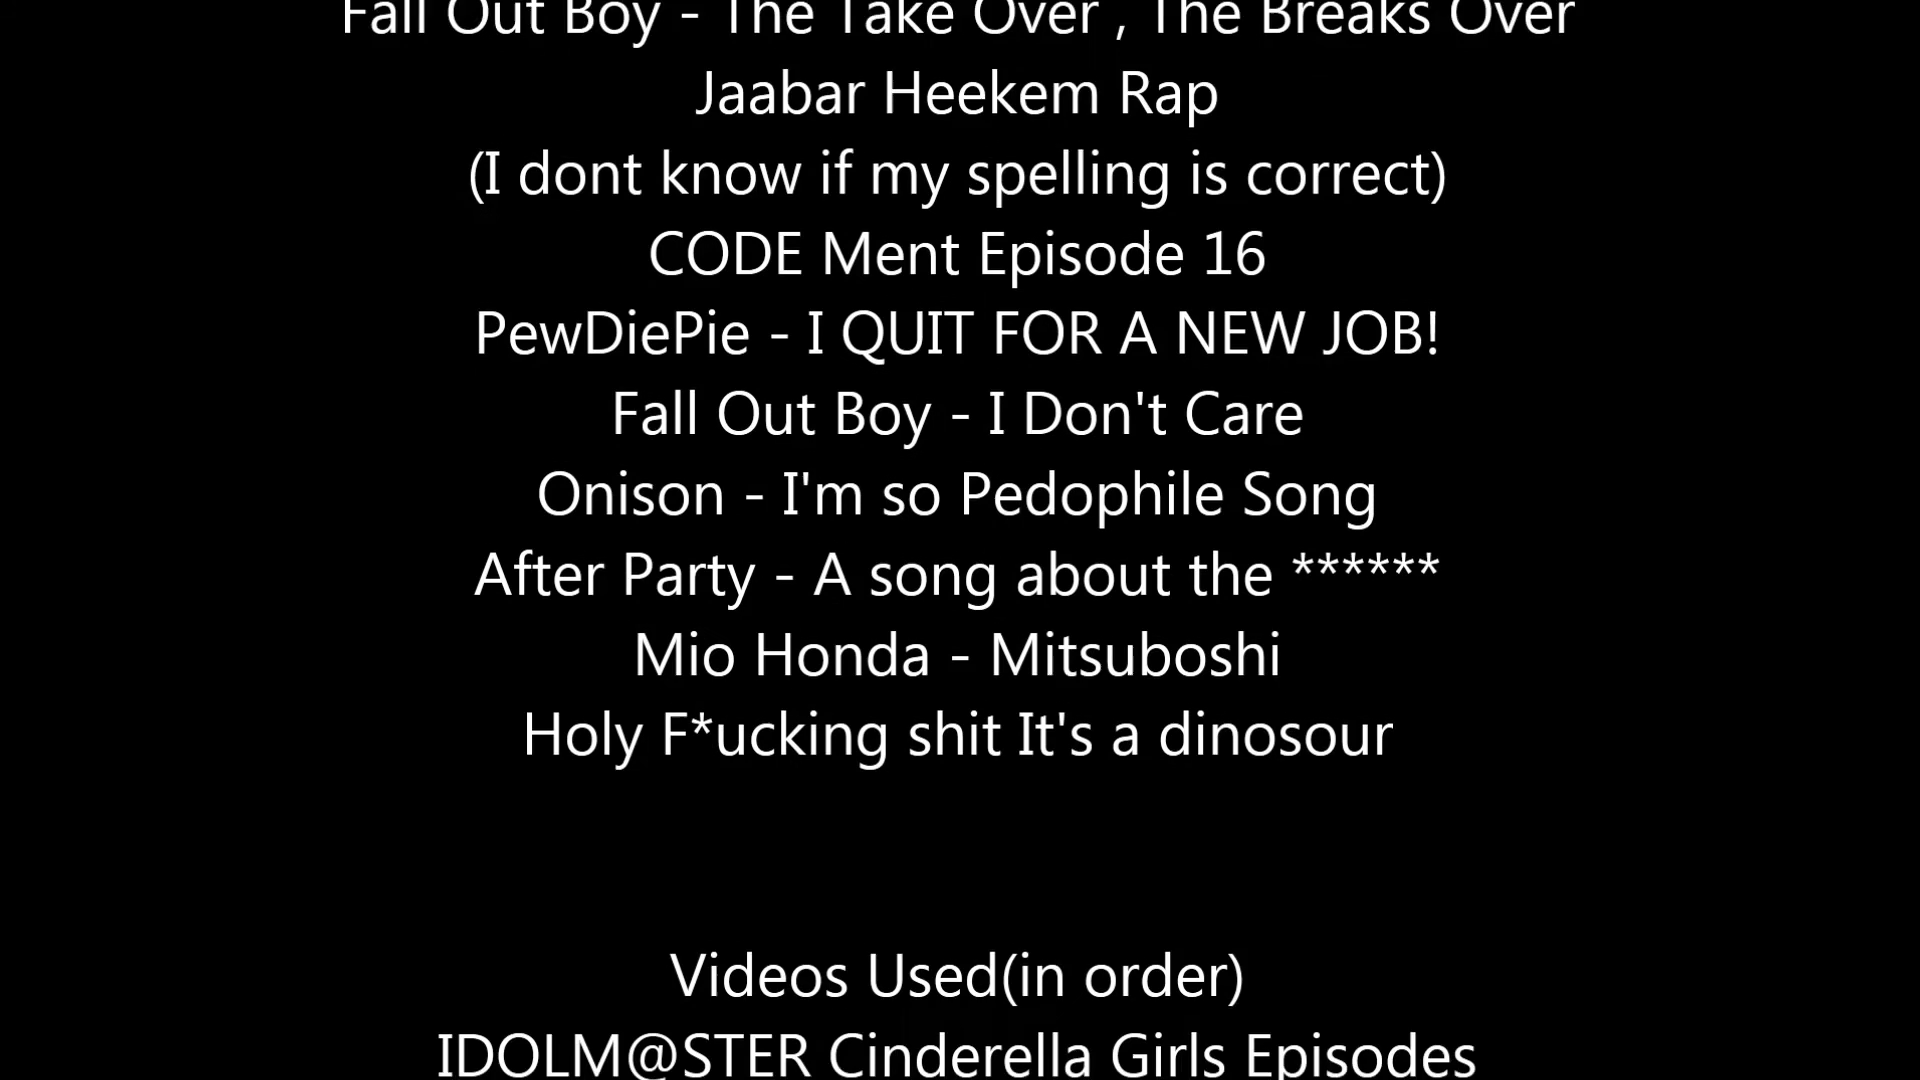 Fall Out Boy - The Take Over , The Breaks Over
Jaabar Heekem Rap
(I dont know if my spelling is correct)
CODE Ment Episode 16
PewDiePie - I QUIT FOR A NEW JOB!
Fall Out Boy - I Don't Care
Onison - I'm so Pedophile Song
After Party - A song about the ******
Mio Honda - Mitsuboshi
Holy F*ucking shit It's a dinosour
Videos Used(in order)
IDOLM@STER Cinderella Girls Episodes